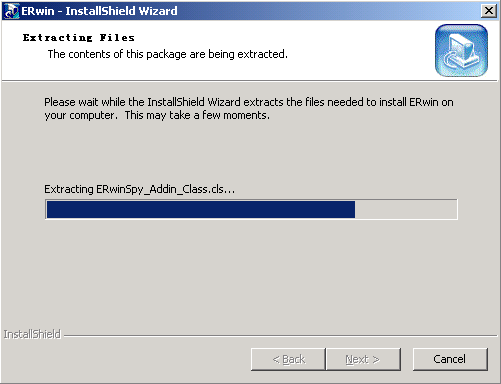 ERwin - InstallShield Wizard
Extracting Files
The contents of this package are being extracted.
Please wait while the InstallShield Wizard extracts the files needed to install ERwin on
your computer.  This may take a few moments.
Extracting ERwinSpy_Addin_Class.cls...
InstallShield
< Back
Next >
Cancel